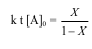 k t [A]₀ = X / (1 - X)